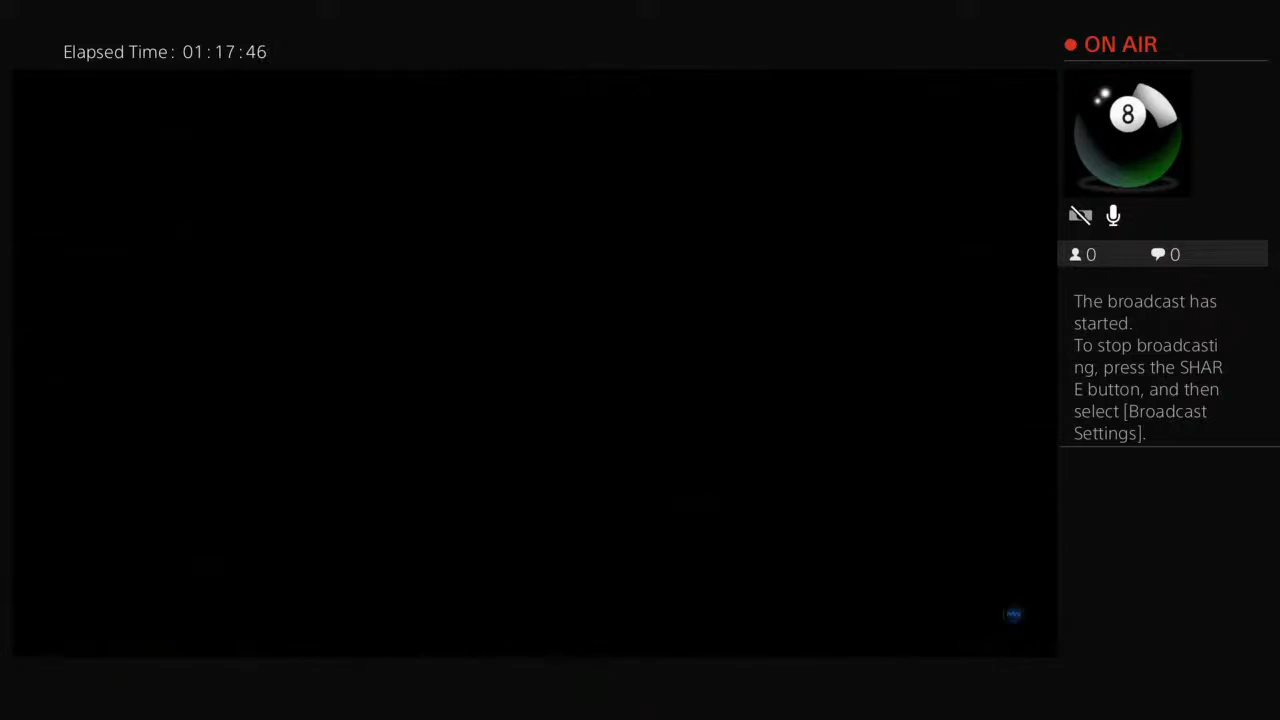 Elapsed Time: 01:17:46
ON AIR
8
0 0
The broadcast has
started.
To stop broadcasti
ng, press the SHAR
E button, and then
select [Broadcast
Settings].